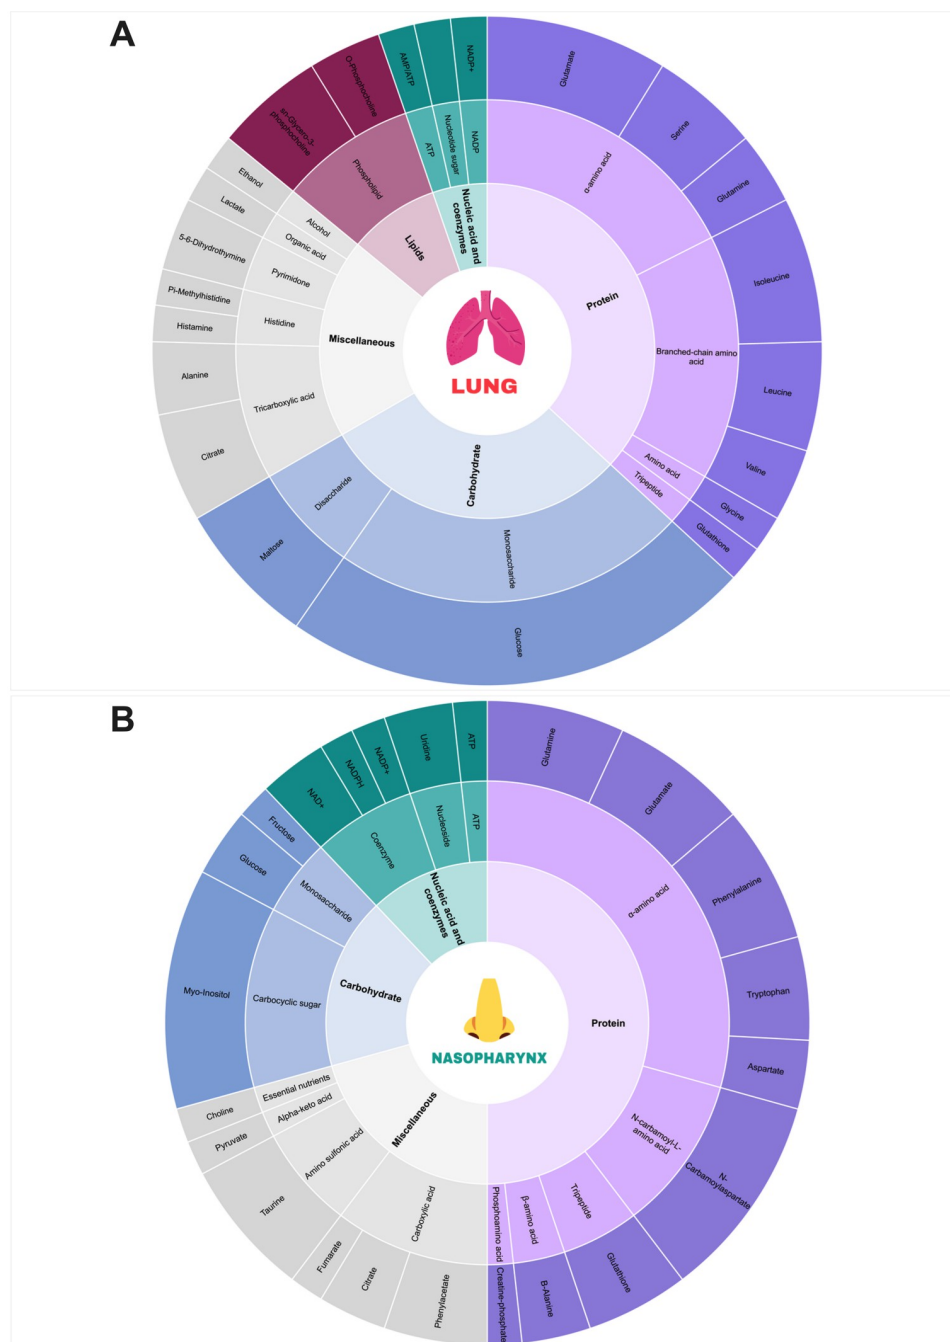 A
AMP/ATP
NADP+
Glutamate
Serine
Glutamine
Isoleucine
Leucine
Valine
Glycine
Glutathione
Glucose
Maltose
Citrate
Alanine
Histamine
Pi-Methylhistidine
5-6-Dihydrothymine
Lactate
Ethanol
sn-Glycero-3-
phosphocholine
O-Phosphocholine
ATP
Nucleotide sugar
NADP
α-amino acid
Branched-chain amino
acid
Amino acid
Tripeptide
Monosaccharide
Disaccharide
Tricarboxylic acid
Histidine
Pyrimidone
Organic acid
Alcohol
Phospholipid
Nucleic acid and
coenzymes
Protein
Carbohydrate
Miscellaneous
Lipids
LUNG
B
NAD+
NADPH
NADP+
Uridine
ATP
Glutamine
Glutamate
Phenylalanine
Tryptophan
Aspartate
N-
Carbamoylaspartate
Glutathione
B-Alanine
Creatine-phosphate
Phenylacetate
Citrate
Fumarate
Taurine
Pyruvate
Choline
Myo-Inositol
Glucose
Fructose
Coenzyme
Nucleoside
ATP
α-amino acid
N-carbamoyl-L-
amino acid
Tripeptide
β-amino acid
Phosphoamino acid
Carboxylic acid
Amino sulfonic acid
Alpha-keto acid
Essential nutrients
Carbocyclic sugar
Monosaccharide
Nucleic acid and
coenzymes
Protein
Miscellaneous
Carbohydrate
NASOPHARYNX